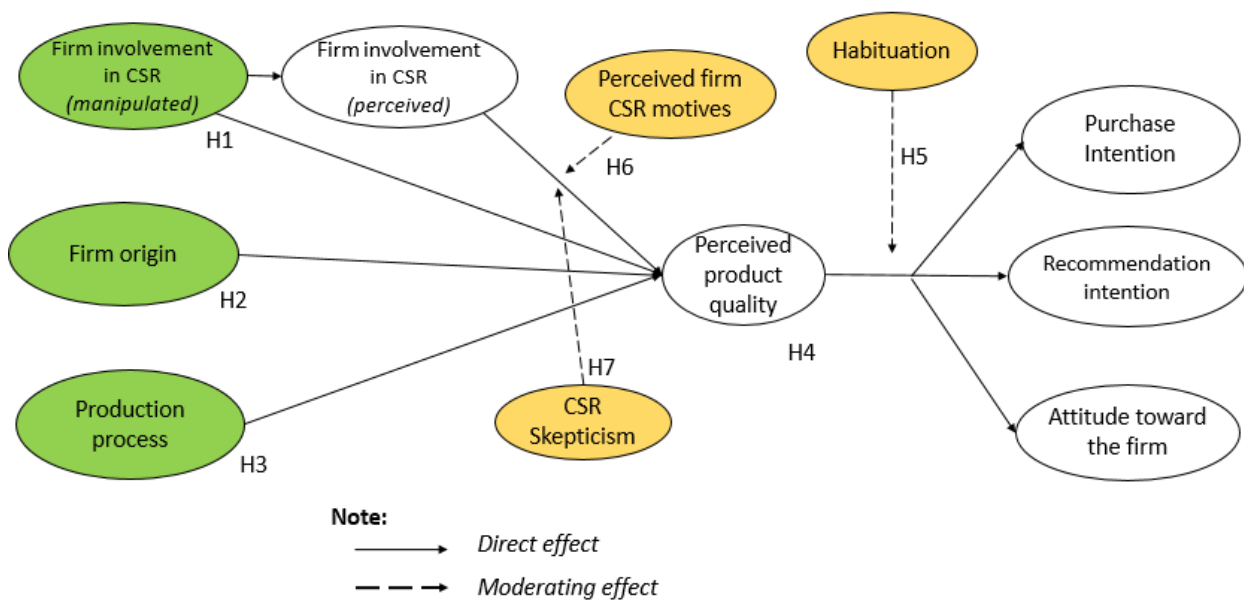 Firm involvement
in CSR
(manipulated)
Firm involvement
in CSR
(perceived)
Perceived firm
CSR motives
Habituation
Purchase
Intention
H1
H6
H5
Firm origin
H2
Perceived
product
quality
Recommendation
intention
H4
H7
Production
process
H3
CSR
Skepticism
Attitude toward
the firm
Note:
Direct effect
Moderating effect